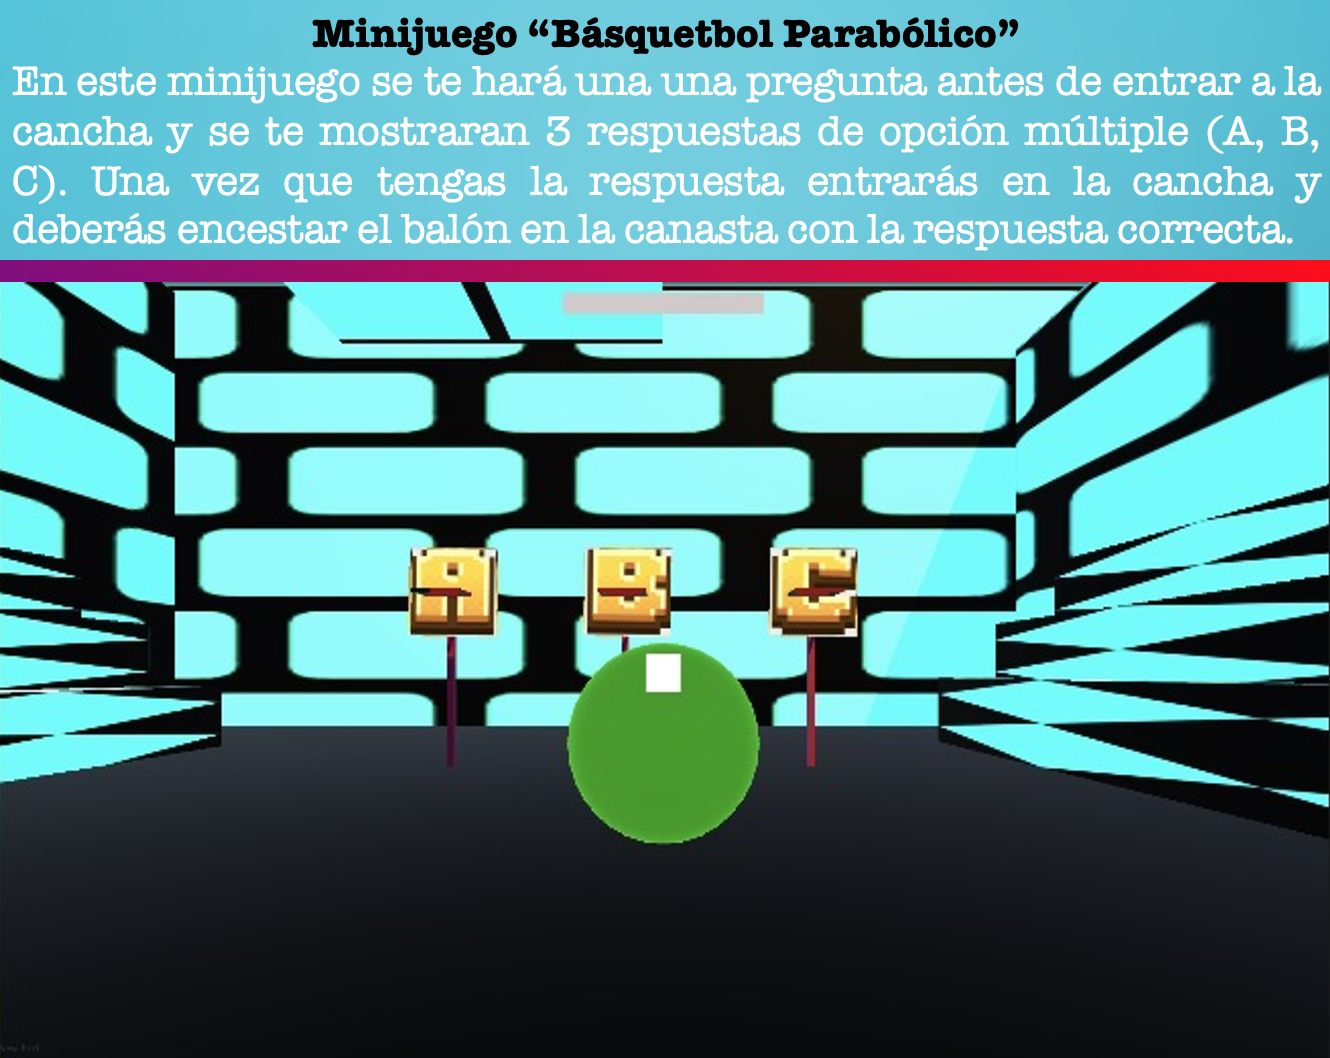 Minijuego “Básquetbol Parabólico”
En este minijuego se te hará una una pregunta antes de entrar a la
cancha y se te mostraran 3 respuestas de opción múltiple (A, B,
C). Una vez que tengas la respuesta entrarás en la cancha y
deberás encestar el balón en la canasta con la respuesta correcta.
A B C